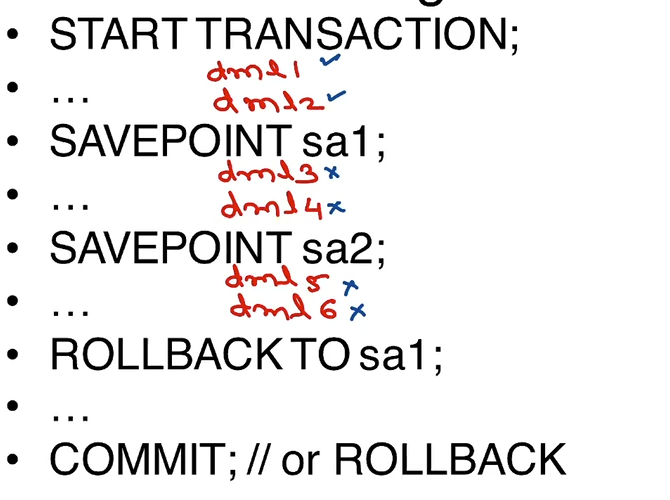 • START TRANSACTION;
dml1 ✓
• ...
dml2 ✓
• SAVEPOINT sa1;
dml3 ×
• ...
dml4 ×
• SAVEPOINT sa2;
dml5 ×
• ...
dml6 ×
• ROLLBACK TO sa1;
• ...
• COMMIT; // or ROLLBACK